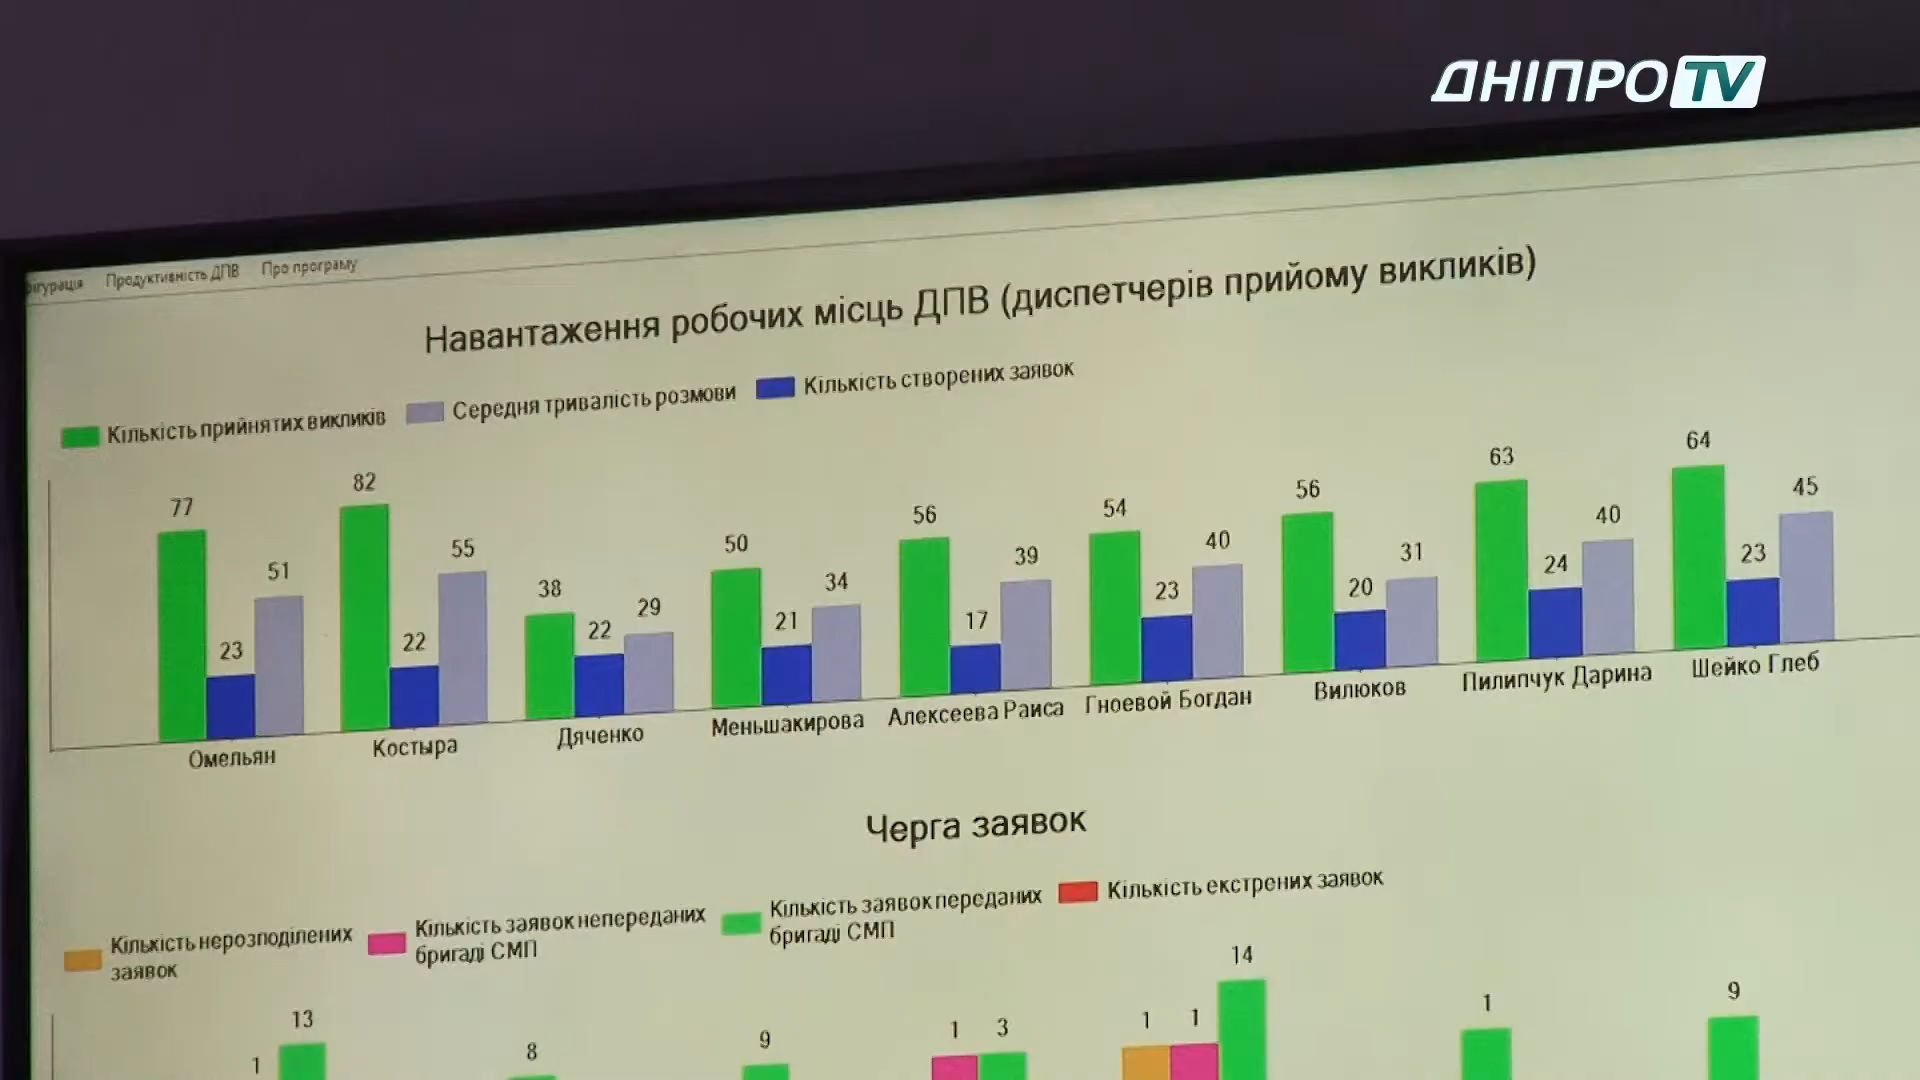 ДНІПРО TV
Продуктивність ДПВ Про програму
Навантаження робочих місць ДПВ (диспетчерів прийому викликів)
Кількість прийнятих викликів Середня тривалість розмови Кількість створених заявок
77 23 51 82 22 55 38 22 29 50 21 34 56 17 39 54 23 40 56 20 31 63 24 40 64 23 45
Омельян Костыра Дяченко Меньшакирова Алексеева Раиса Гноевой Богдан Вилюков Пилипчук Дарина Шейко Глеб
Черга заявок
Кількість нерозподілених
заявок
Кількість заявок непереданих
бригаді СМП
Кількість заявок переданих
бригаді СМП
Кількість екстрених заявок
1 13 8 9 1 3 1 1 14 1 9